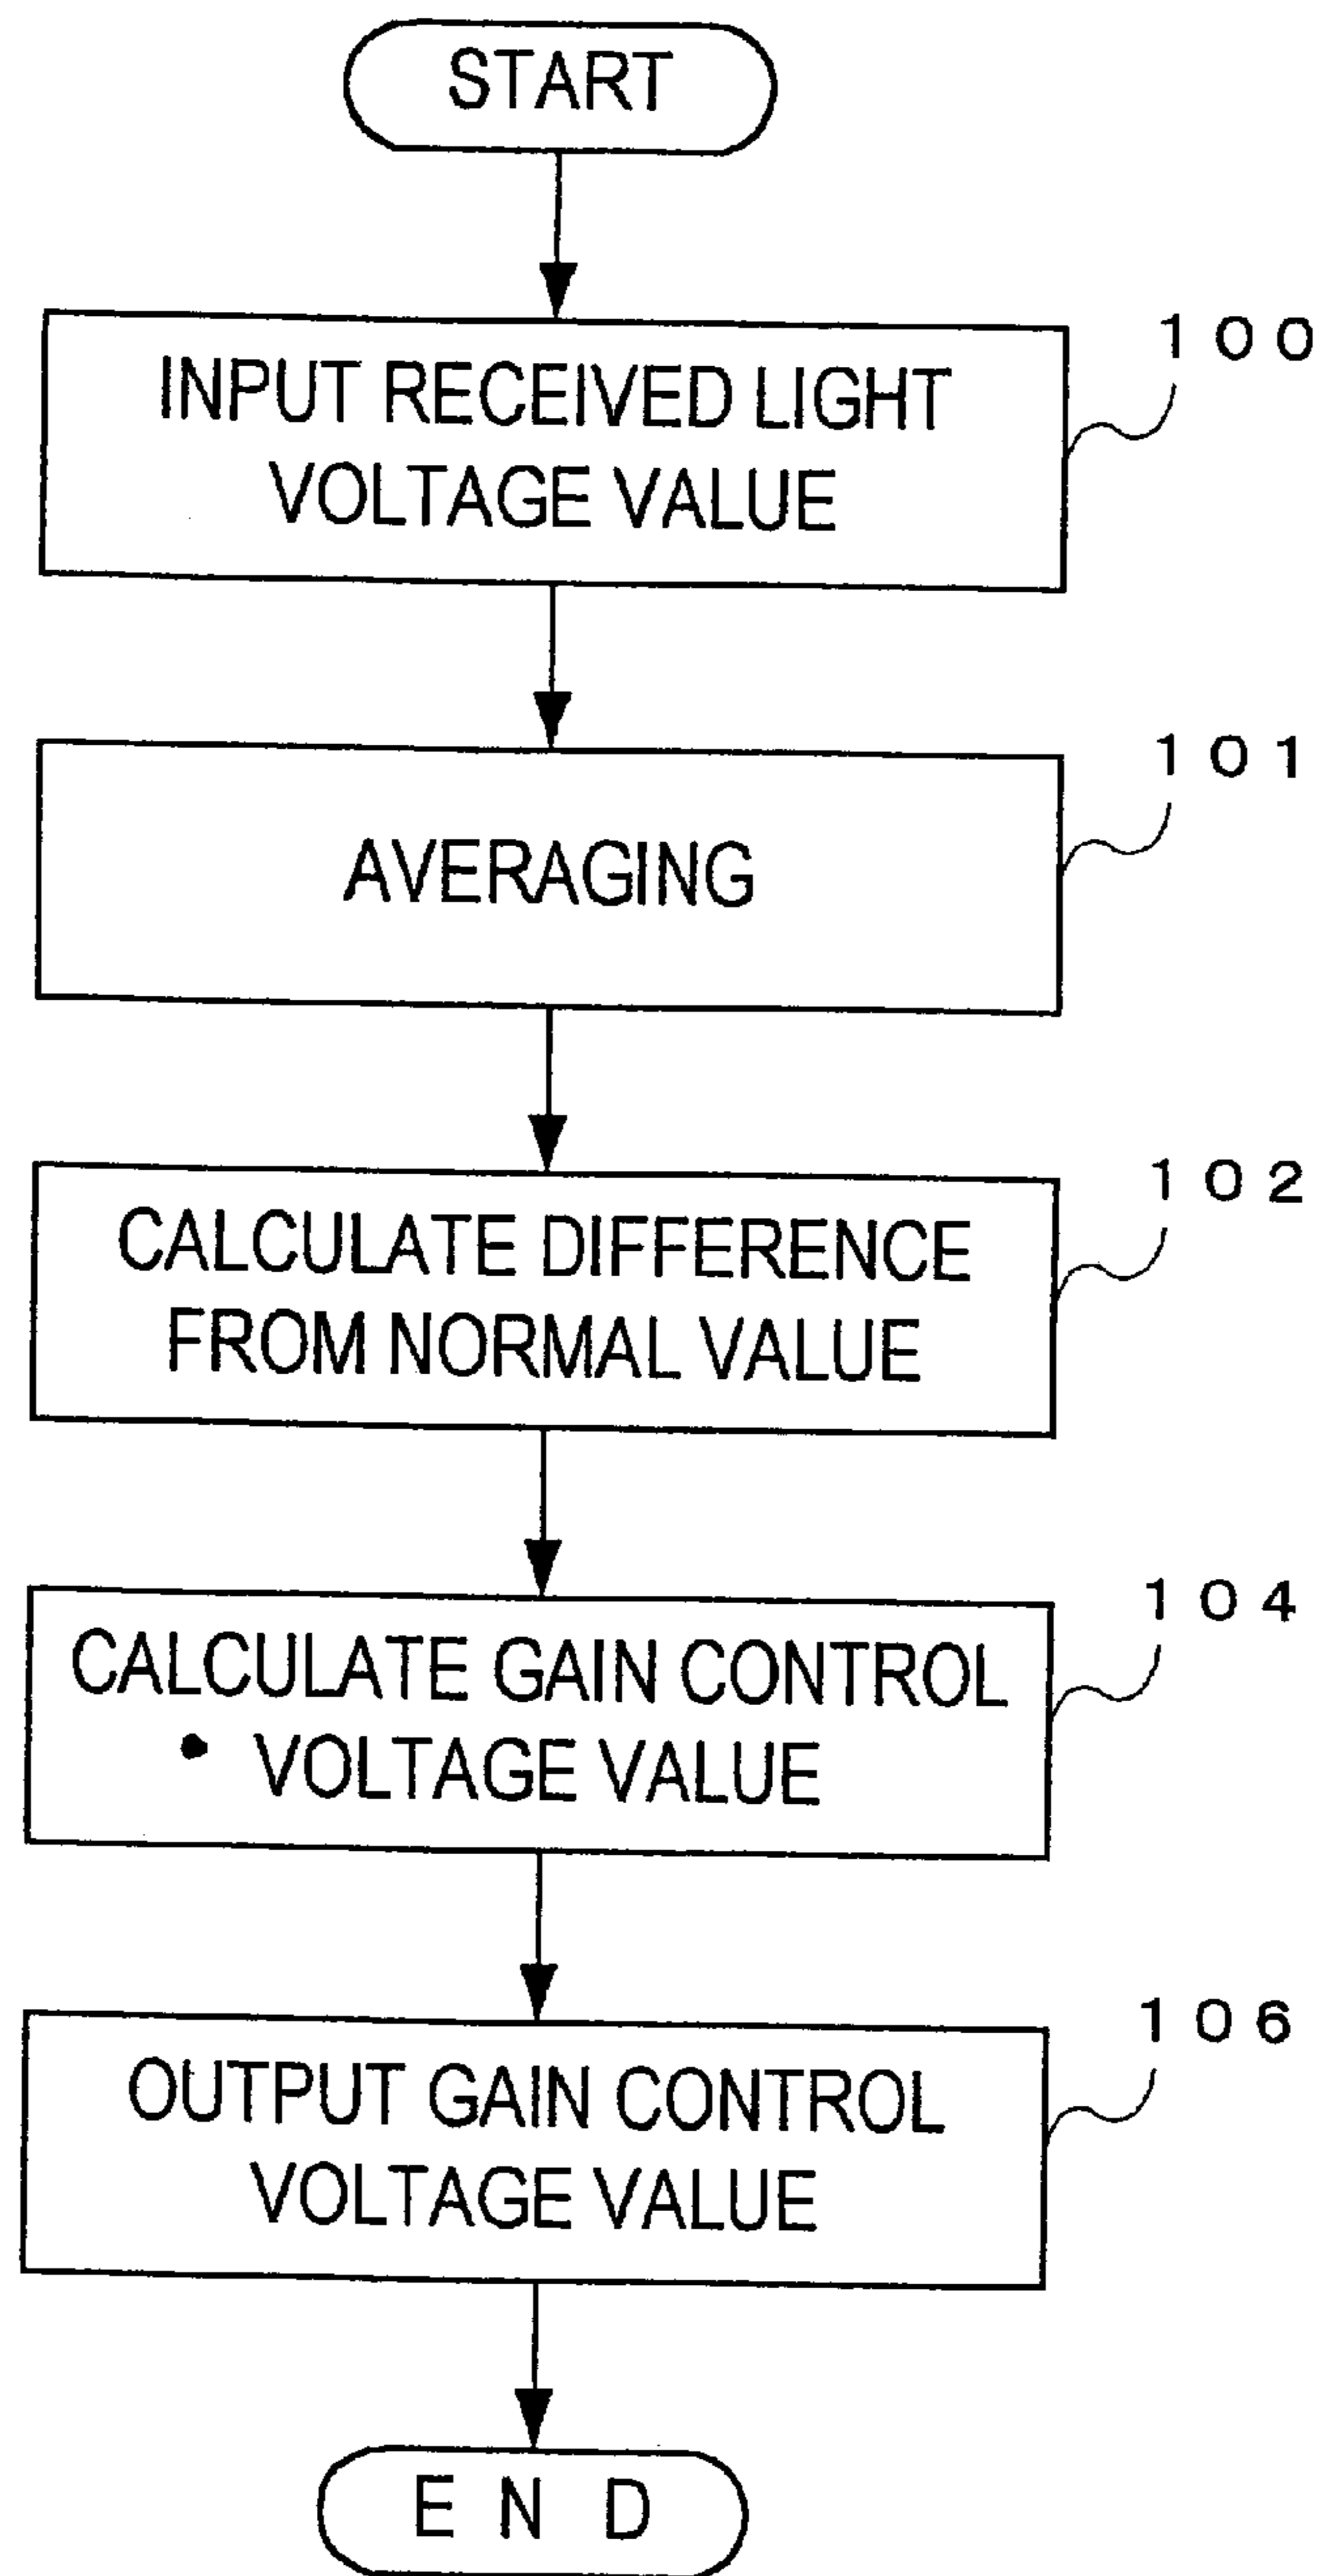 START
INPUT RECEIVED LIGHT
VOLTAGE VALUE
100
AVERAGING
101
CALCULATE DIFFERENCE
FROM NORMAL VALUE
102
CALCULATE GAIN CONTROL
VOLTAGE VALUE
104
OUTPUT GAIN CONTROL
VOLTAGE VALUE
106
END